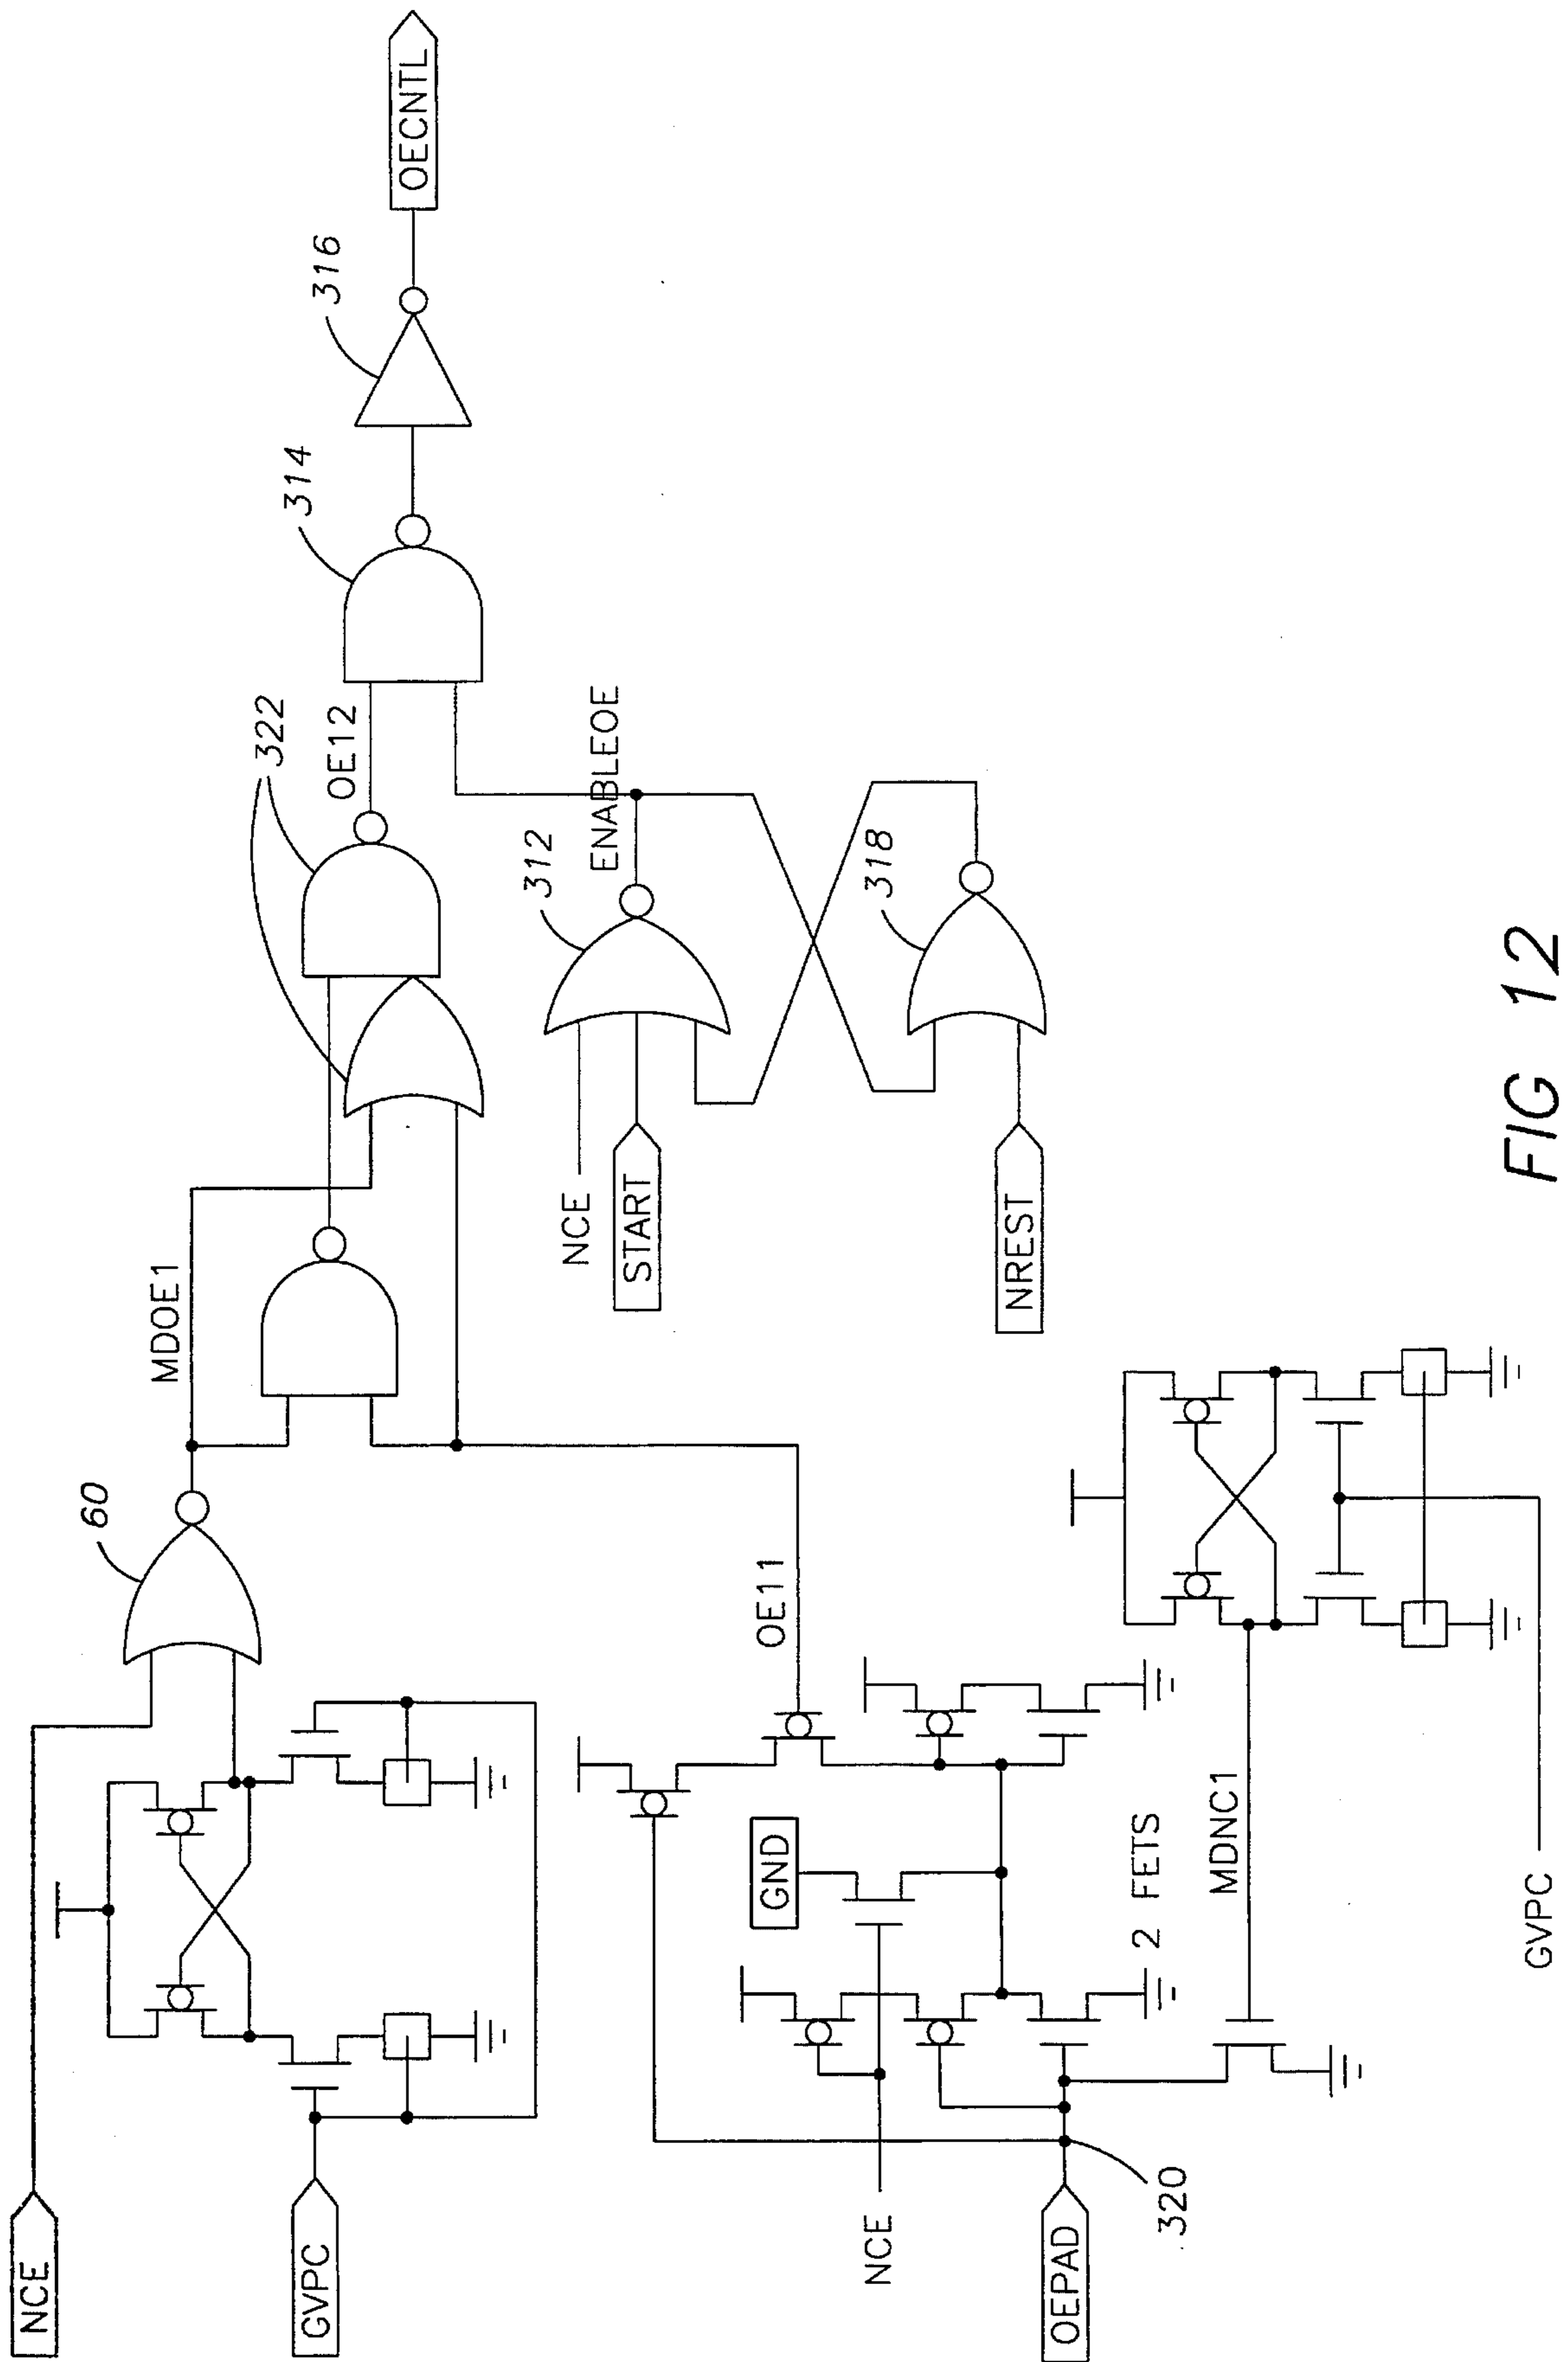 NCE
GVPC
60
MDOE1
322
OE12
314
316
OECNTL
NCE
START
312
ENABLEOE
NREST
318
OE11
GND
NCE
OEPAD
320
2 FETS
MDNC1
GVPC
FIG 12